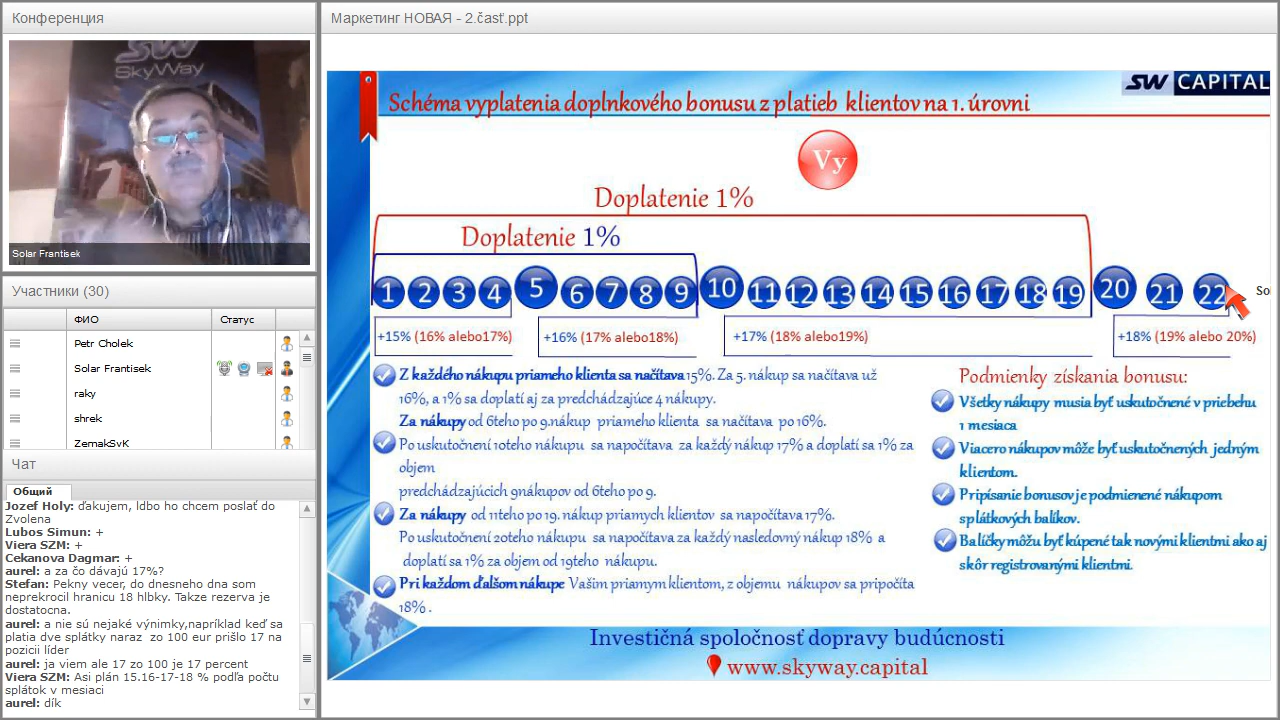 Конференция
SW
SkyWay
Solar Frantisek
Участники (30)
ФИО
Статус
Petr Cholek
Solar Frantisek
raky
shrek
ZemakSvK
Чат
Общий
Jozef Holy: ďakujem, ldbo ho chcem poslať do
Zvolena
Lubos Simun: +
Viera SZM: +
Cekanova Dagmar: +
aurel: a za čo dávajú 17%?
Stefan: Pekny vecer, do dnesneho dna som
neprekrocil hranicu 18 hlbky. Takze rezerva je
dostatocna.
aurel: a nie sú nejaké výnimky,napríklad keď sa
platia dve splátky naraz zo 100 eur prišlo 17 na
pozicii líder
aurel: ja viem ale 17 zo 100 je 17 percent
Viera SZM: Asi plán 15.16-17-18 % podľa počtu
splátok v mesiaci
aurel: dík
Маркетинг НОВАЯ - 2.časť.ppt
SW CAPITAL
Schéma vyplatenia doplnkového bonusu z platieb klientov na 1. úrovni
Vy
Doplatenie 1%
Doplatenie 1%
1 2 3 4 5 6 7 8 9 10 11 12 13 14 15 16 17 18 19 20 21 22
So
+15% (16% alebo17%)
+16% (17% alebo18%)
+17% (18% alebo19%)
+18% (19% alebo 20%)
Z každého nákupu priameho klienta sa načítava 15%. Za 5. nákup sa načítava už
16%, a 1% sa doplatí aj za predchádzajúce 4 nákupy.
Za nákupy od 6teho po 9.nákup priameho klienta sa načítava po 16%.
Po uskutočnení 10teho nákupu sa napočítava za každý nákup 17% a doplatí sa 1% za
objem
predchádzajúcich 9nákupov od 6teho po 9.
Za nákupy od 11teho po 19. nákup priamych klientov sa napočítava 17%.
Po uskutočnení 20teho nákupu sa napočítava za každý nasledovný nákup 18% a
doplatí sa 1% za objem od 19teho nákupu.
Pri každom ďalšom nákupe Vašim priamym klientom, z objemu nákupov sa pripočíta
18% .
Podmienky získania bonusu:
Všetky nákupy musia byť uskutočnené v priebehu
1 mesiaca
Viacero nákupov môže byť uskutočnených jedným
klientom.
Pripísanie bonusov je podmienené nákupom
splátkových balíkov.
Balíčky môžu byť kúpené tak novými klientmi ako aj
skôr registrovanými klientmi.
Investičná spoločnosť dopravy budúcnosti
www.skyway.capital